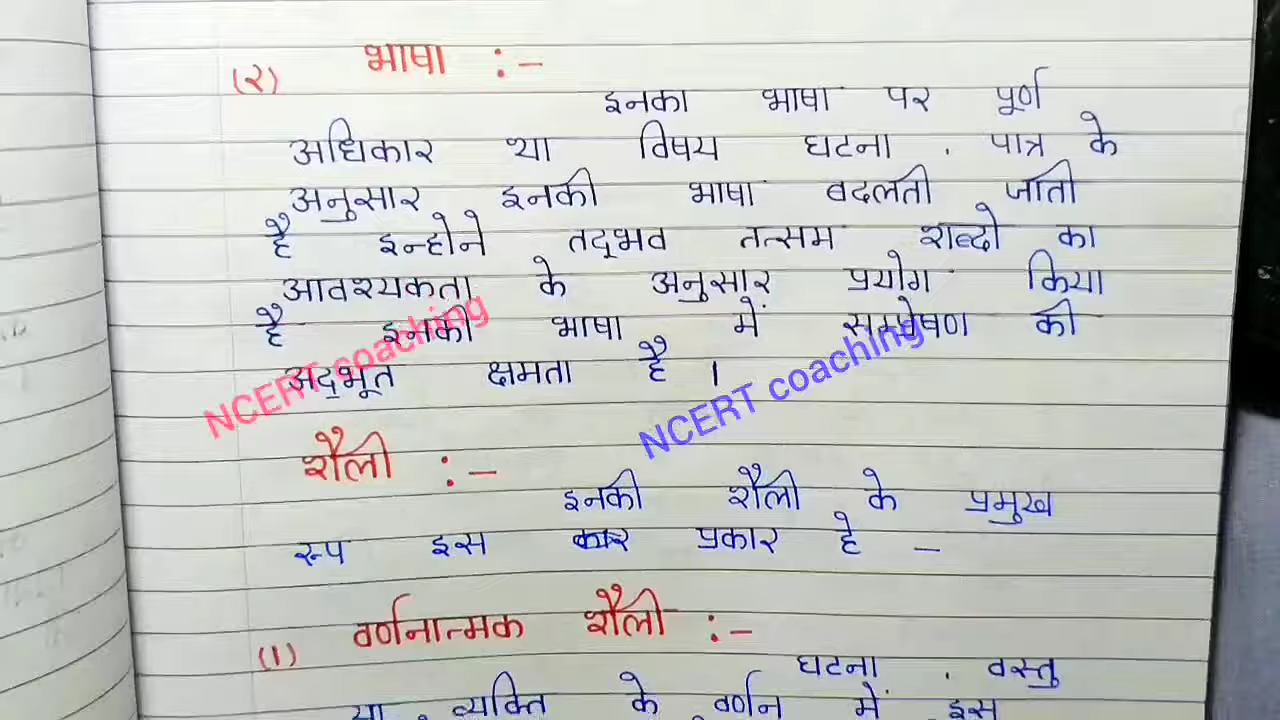 (२) भाषा :-
इनका भाषा पर पूर्ण
अधिकार था विषय घटना , पात्र के
अनुसार इनकी भाषा बदलती जाती
है इन्होने तद्भव तत्सम शब्दो का
आवश्यकता के अनुसार प्रयोग किया
है इनकी भाषा में सम्प्रेषण की
अद्भूत क्षमता है ।
NCERT coaching
NCERT coaching
शैली :-
इनकी शैली के प्रमुख
रूप इस प्रकार हे -
(1) वर्णनात्मक शैली :-
घटना , वस्तु
या व्यक्ति के वर्णन में इस